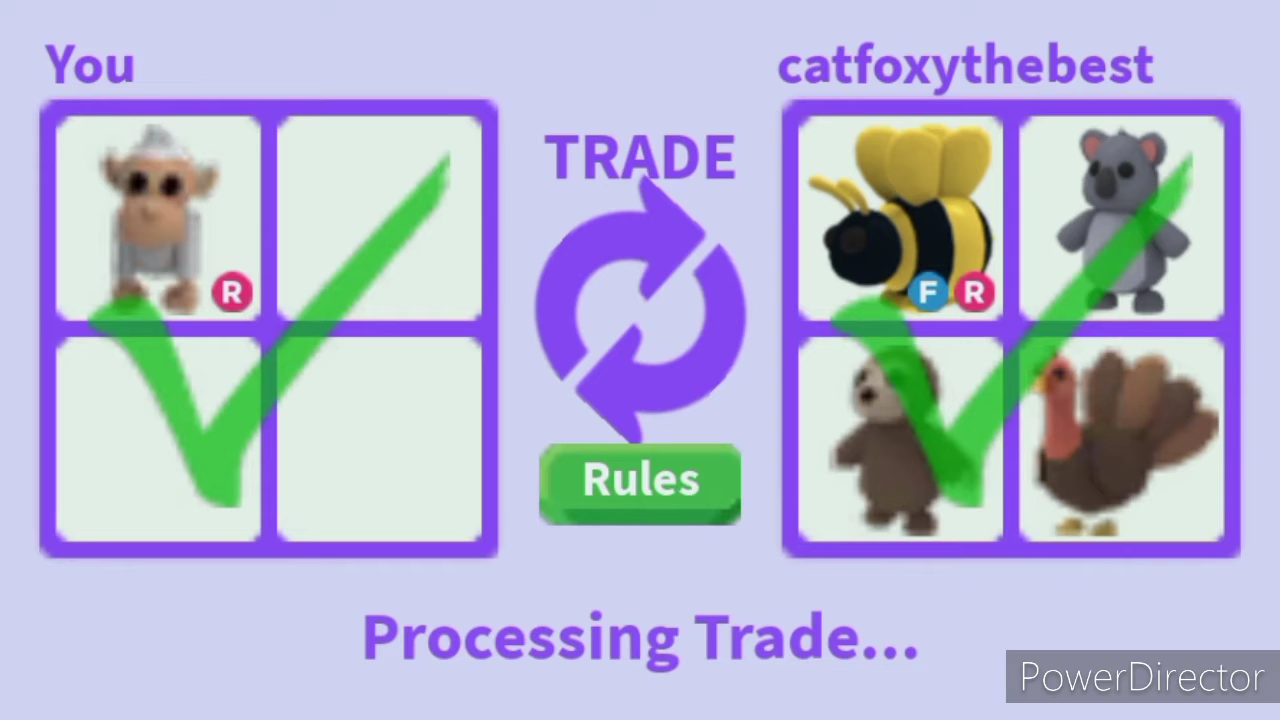 You
catfoxythebest
TRADE
R
F R
Rules
Processing Trade...
PowerDirector